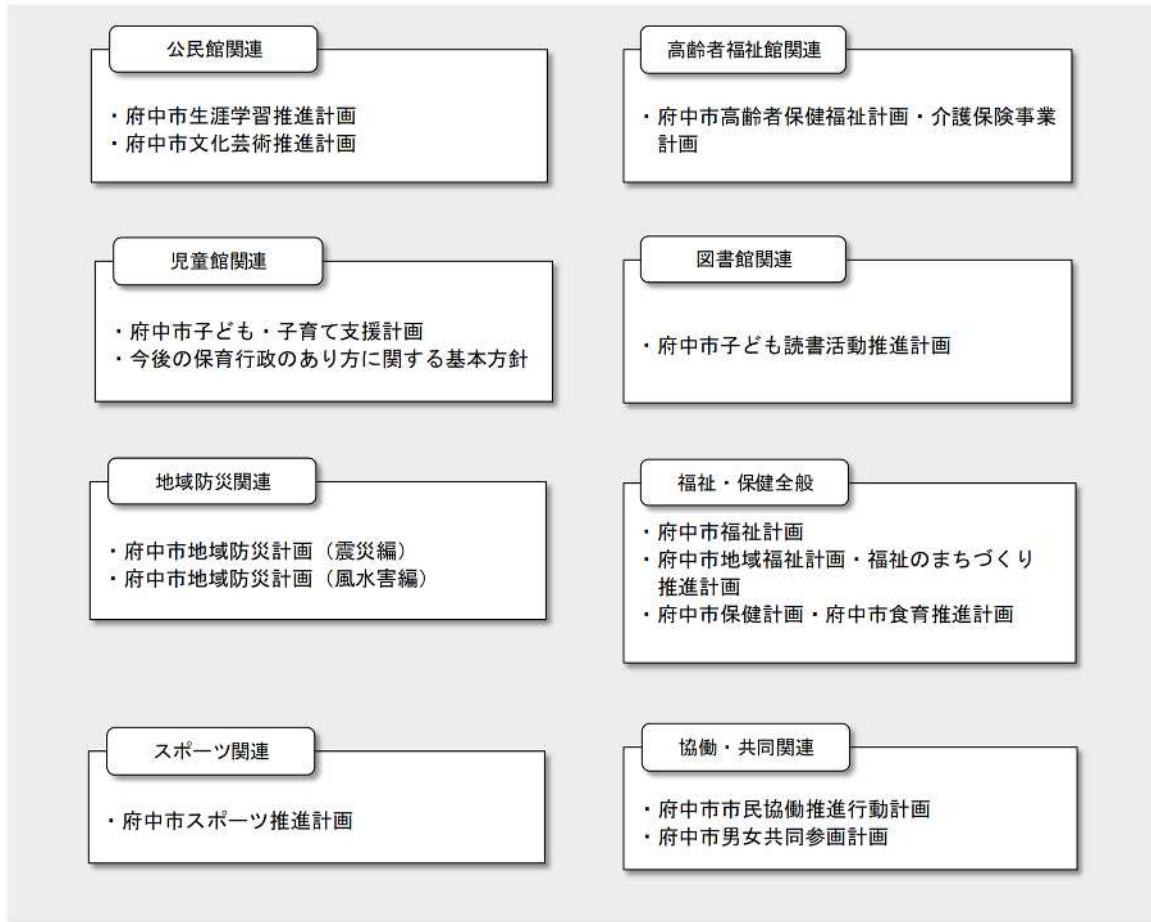 公民館関連
・府中市生涯学習推進計画
・府中市文化芸術推進計画
高齢者福祉館関連
・府中市高齢者保健福祉計画・介護保険事業
計画
児童館関連
・府中市子ども・子育て支援計画
・今後の保育行政のあり方に関する基本方針
図書館関連
・府中市子ども読書活動推進計画
地域防災関連
・府中市地域防災計画（震災編）
・府中市地域防災計画（風水害編）
福祉・保健全般
・府中市福祉計画
・府中市地域福祉計画・福祉のまちづくり
推進計画
・府中市保健計画・府中市食育推進計画
スポーツ関連
・府中市スポーツ推進計画
協働・共同関連
・府中市市民協働推進行動計画
・府中市男女共同参画計画